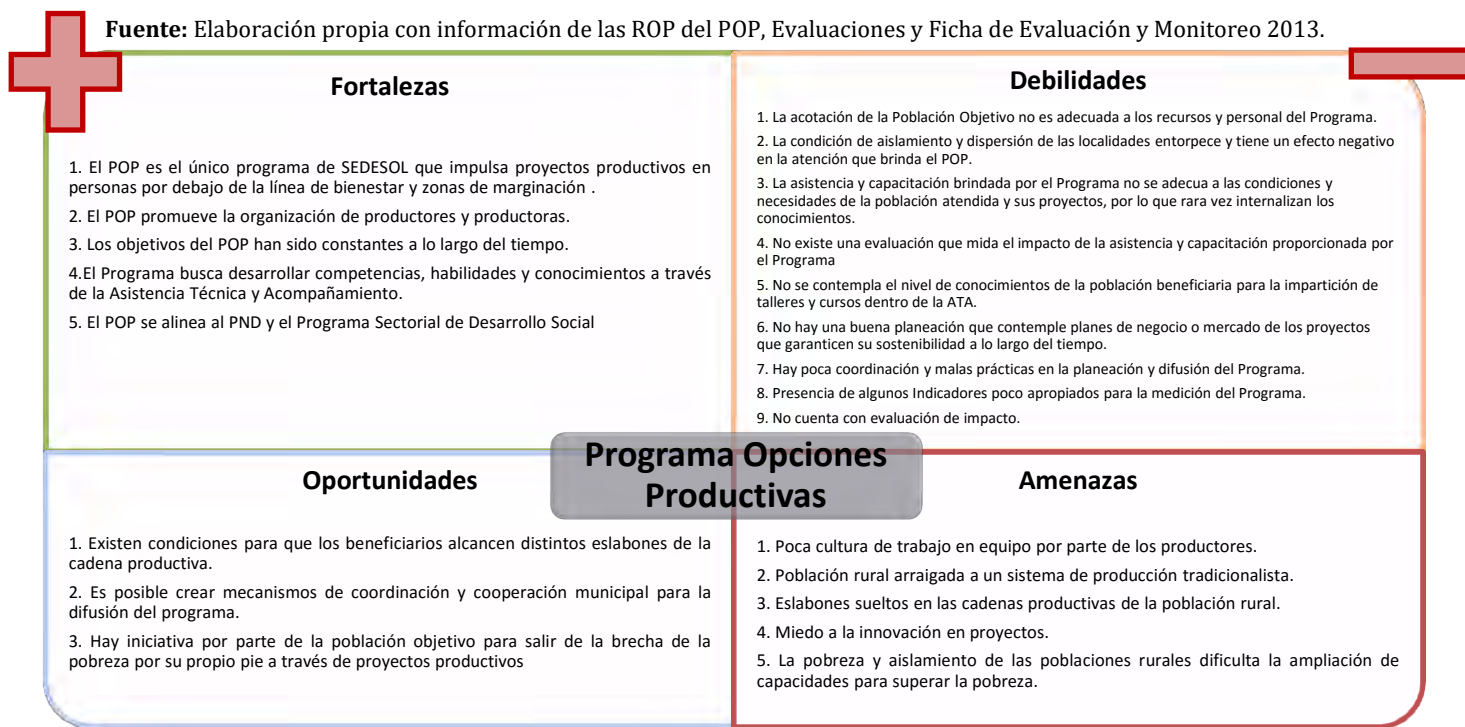 Fuente: Elaboración propia con información de las ROP del POP, Evaluaciones y Ficha de Evaluación y Monitoreo 2013.
Fortalezas
1. El POP es el único programa de SEDESOL que impulsa proyectos productivos en
personas por debajo de la línea de bienestar y zonas de marginación .
2. El POP promueve la organización de productores y productoras.
3. Los objetivos del POP han sido constantes a lo largo del tiempo.
4.El Programa busca desarrollar competencias, habilidades y conocimientos a través
de la Asistencia Técnica y Acompañamiento.
5. El POP se alinea al PND y el Programa Sectorial de Desarrollo Social
Debilidades
1. La acotación de la Población Objetivo no es adecuada a los recursos y personal del Programa.
2. La condición de aislamiento y dispersión de las localidades entorpece y tiene un efecto negativo
en la atención que brinda el POP.
3. La asistencia y capacitación brindada por el Programa no se adecua a las condiciones y
necesidades de la población atendida y sus proyectos, por lo que rara vez internalizan los
conocimientos.
4. No existe una evaluación que mida el impacto de la asistencia y capacitación proporcionada por
el Programa
5. No se contempla el nivel de conocimientos de la población beneficiaria para la impartición de
talleres y cursos dentro de la ATA.
6. No hay una buena planeación que contemple planes de negocio o mercado de los proyectos
que garanticen su sostenibilidad a lo largo del tiempo.
7. Hay poca coordinación y malas prácticas en la planeación y difusión del Programa.
8. Presencia de algunos Indicadores poco apropiados para la medición del Programa.
9. No cuenta con evaluación de impacto.
Programa Opciones
Productivas
Oportunidades
1. Existen condiciones para que los beneficiarios alcancen distintos eslabones de la
cadena productiva.
2. Es posible crear mecanismos de coordinación y cooperación municipal para la
difusión del programa.
3. Hay iniciativa por parte de la población objetivo para salir de la brecha de la
pobreza por su propio pie a través de proyectos productivos
Amenazas
1. Poca cultura de trabajo en equipo por parte de los productores.
2. Población rural arraigada a un sistema de producción tradicionalista.
3. Eslabones sueltos en las cadenas productivas de la población rural.
4. Miedo a la innovación en proyectos.
5. La pobreza y aislamiento de las poblaciones rurales dificulta la ampliación de
capacidades para superar la pobreza.